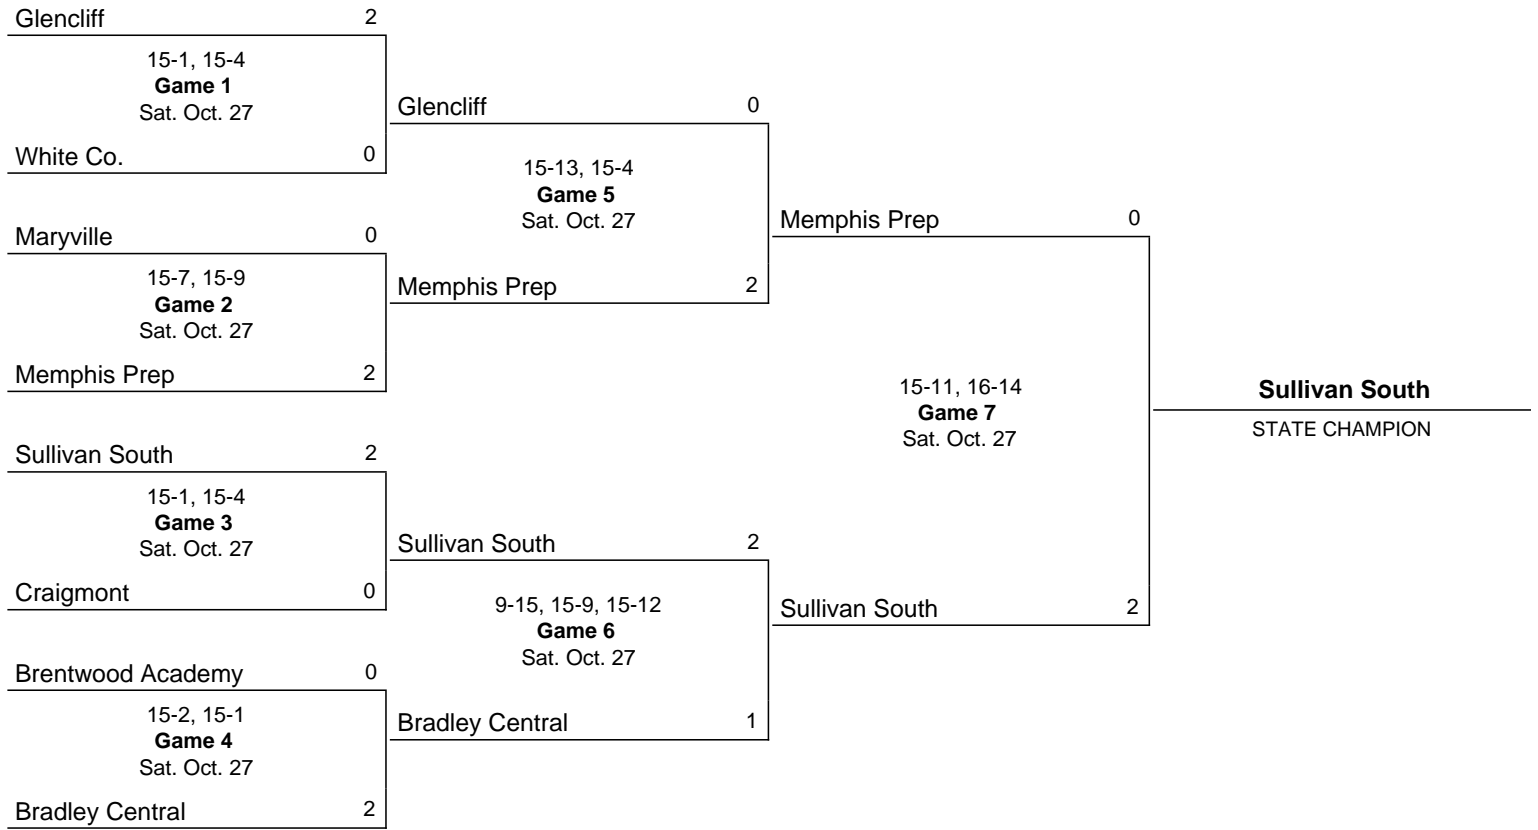 Glencliff 2
15-1, 15-4
Game 1
Sat. Oct. 27
White Co. 0
Maryville 0
15-7, 15-9
Game 2
Sat. Oct. 27
Memphis Prep 2
Sullivan South 2
15-1, 15-4
Game 3
Sat. Oct. 27
Craigmont 0
Brentwood Academy 0
15-2, 15-1
Game 4
Sat. Oct. 27
Bradley Central 2
Glencliff 0
15-13, 15-4
Game 5
Sat. Oct. 27
Memphis Prep 2
Sullivan South 2
9-15, 15-9, 15-12
Game 6
Sat. Oct. 27
Bradley Central 1
Memphis Prep 0
15-11, 16-14
Game 7
Sat. Oct. 27
Sullivan South 2
Sullivan South
STATE CHAMPION